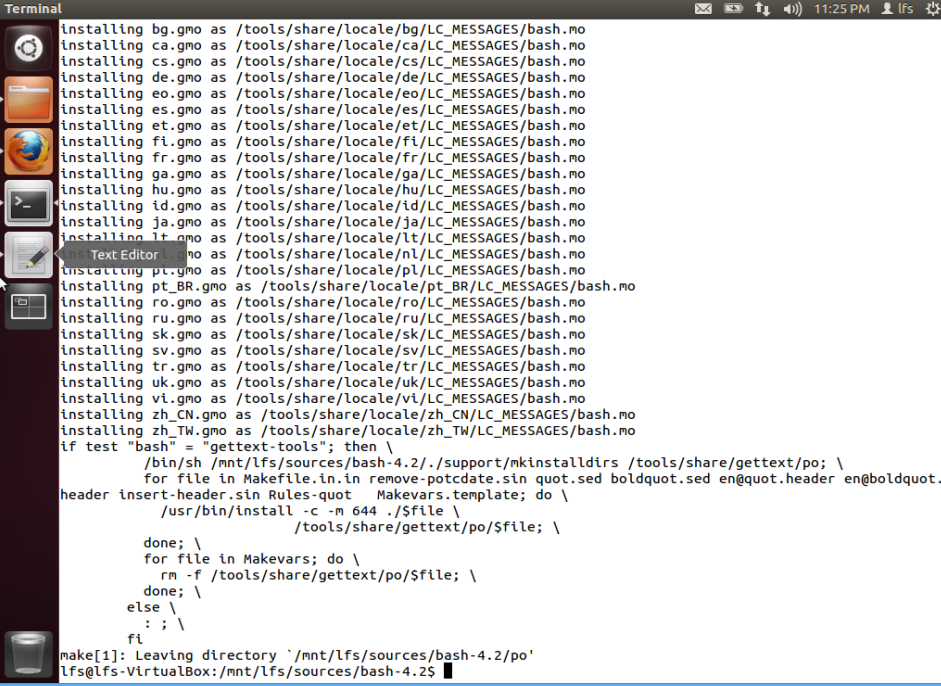 Terminal
11:25 PM lfs
installing bg.gmo as /tools/share/locale/bg/LC_MESSAGES/bash.mo
installing ca.gmo as /tools/share/locale/ca/LC_MESSAGES/bash.mo
installing cs.gmo as /tools/share/locale/cs/LC_MESSAGES/bash.mo
installing de.gmo as /tools/share/locale/de/LC_MESSAGES/bash.mo
installing eo.gmo as /tools/share/locale/eo/LC_MESSAGES/bash.mo
installing es.gmo as /tools/share/locale/es/LC_MESSAGES/bash.mo
installing et.gmo as /tools/share/locale/et/LC_MESSAGES/bash.mo
installing fi.gmo as /tools/share/locale/fi/LC_MESSAGES/bash.mo
installing fr.gmo as /tools/share/locale/fr/LC_MESSAGES/bash.mo
installing ga.gmo as /tools/share/locale/ga/LC_MESSAGES/bash.mo
installing hu.gmo as /tools/share/locale/hu/LC_MESSAGES/bash.mo
installing id.gmo as /tools/share/locale/id/LC_MESSAGES/bash.mo
installing ja.gmo as /tools/share/locale/ja/LC_MESSAGES/bash.mo
installing lt.gmo as /tools/share/locale/lt/LC_MESSAGES/bash.mo
Text Editor
as /tools/share/locale/nl/LC_MESSAGES/bash.mo
installing pl.gmo as /tools/share/locale/pl/LC_MESSAGES/bash.mo
installing pt_BR.gmo as /tools/share/locale/pt_BR/LC_MESSAGES/bash.mo
installing ro.gmo as /tools/share/locale/ro/LC_MESSAGES/bash.mo
installing ru.gmo as /tools/share/locale/ru/LC_MESSAGES/bash.mo
installing sk.gmo as /tools/share/locale/sk/LC_MESSAGES/bash.mo
installing sv.gmo as /tools/share/locale/sv/LC_MESSAGES/bash.mo
installing tr.gmo as /tools/share/locale/tr/LC_MESSAGES/bash.mo
installing uk.gmo as /tools/share/locale/uk/LC_MESSAGES/bash.mo
installing vi.gmo as /tools/share/locale/vi/LC_MESSAGES/bash.mo
installing zh_CN.gmo as /tools/share/locale/zh_CN/LC_MESSAGES/bash.mo
installing zh_TW.gmo as /tools/share/locale/zh_TW/LC_MESSAGES/bash.mo
if test "bash" = "gettext-tools"; then \
/bin/sh /mnt/lfs/sources/bash-4.2/./support/mkinstalldirs /tools/share/gettext/po; \
for file in Makefile.in.in remove-potcdate.sin quot.sed boldquot.sed en@quot.header en@boldquot.
header insert-header.sin Rules-quot Makevars.template; do \
/usr/bin/install -c -m 644 ./$file \
/tools/share/gettext/po/$file; \
done; \
for file in Makevars; do \
rm -f /tools/share/gettext/po/$file; \
done; \
else \
: ; \
fi
make[1]: Leaving directory `/mnt/lfs/sources/bash-4.2/po'
lfs@lfs-VirtualBox:/mnt/lfs/sources/bash-4.2$